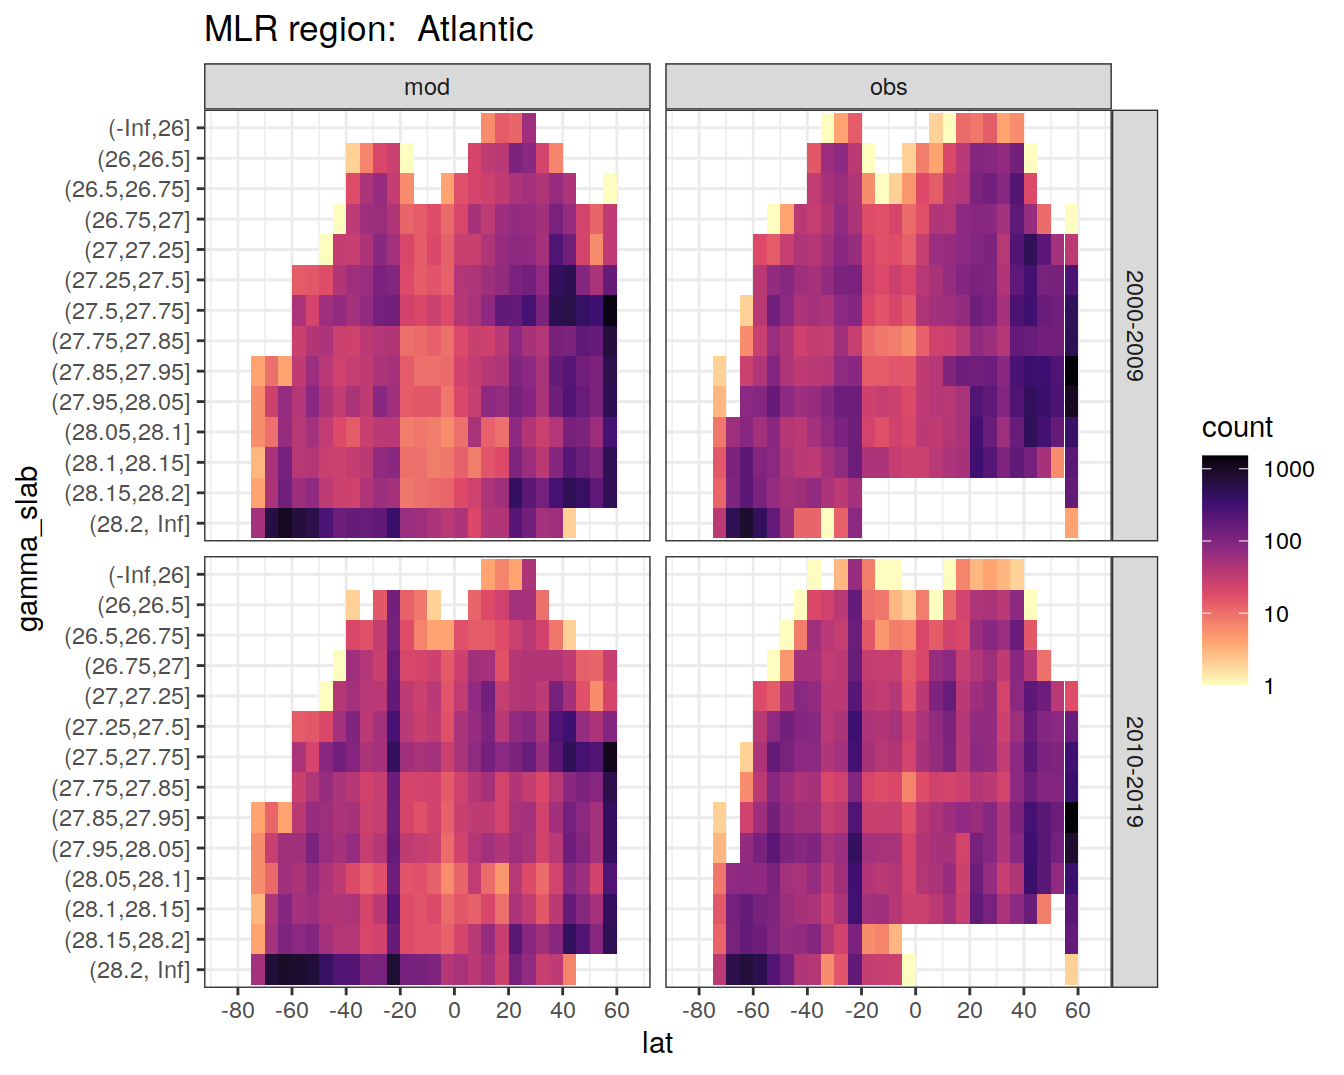 MLR region:  Atlantic
mod
obs
(-Inf,26]
(26,26.5]
(26.5,26.75]
(26.75,27]
(27,27.25]
(27.25,27.5]
(27.5,27.75]
(27.75,27.85]
(27.85,27.95]
(27.95,28.05]
(28.05,28.1]
(28.1,28.15]
(28.15,28.2]
(28.2, Inf]
2000-2009
(-Inf,26]
(26,26.5]
(26.5,26.75]
(26.75,27]
(27,27.25]
(27.25,27.5]
(27.5,27.75]
(27.75,27.85]
(27.85,27.95]
(27.95,28.05]
(28.05,28.1]
(28.1,28.15]
(28.15,28.2]
(28.2, Inf]
2010-2019
gamma_slab
-80 -60 -40 -20 0 20 40 60
-80 -60 -40 -20 0 20 40 60
lat
count
1000
100
10
1